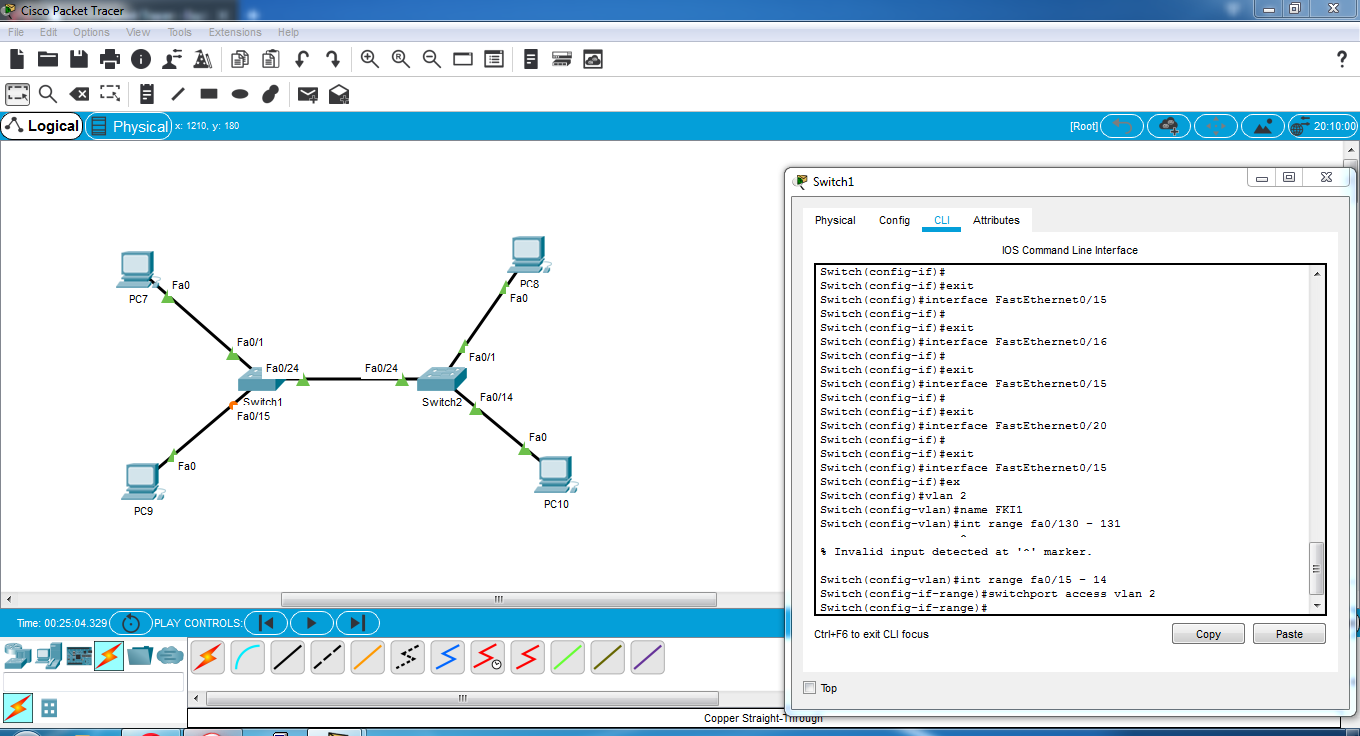 Cisco Packet Tracer
File Edit Options View Tools Extensions Help
Logical
Physical
x: 1210, y: 180
[Root]
20:10:00
PC7
Fa0
Fa0/1
Fa0/24
Switch1
Fa0/15
Fa0
PC9
PC8
Fa0
Fa0/1
Fa0/24
Switch2
Fa0/14
Fa0
PC10
Switch1
Physical Config CLI Attributes
IOS Command Line Interface
Switch(config-if)#
Switch(config-if)#exit
Switch(config)#interface FastEthernet0/15
Switch(config-if)#
Switch(config-if)#exit
Switch(config)#interface FastEthernet0/16
Switch(config-if)#
Switch(config-if)#exit
Switch(config)#interface FastEthernet0/15
Switch(config-if)#
Switch(config-if)#exit
Switch(config)#interface FastEthernet0/20
Switch(config-if)#
Switch(config-if)#exit
Switch(config)#interface FastEthernet0/15
Switch(config-if)#ex
Switch(config)#vlan 2
Switch(config-vlan)#name FKI1
Switch(config-vlan)#int range fa0/130 - 131
^
% Invalid input detected at '^' marker.
Switch(config-vlan)#int range fa0/15 - 14
Switch(config-if-range)#switchport access vlan 2
Switch(config-if-range)#
Ctrl+F6 to exit CLI focus
Copy
Paste
Top
Time: 00:25:04.329
PLAY CONTROLS:
Copper Straight-Through